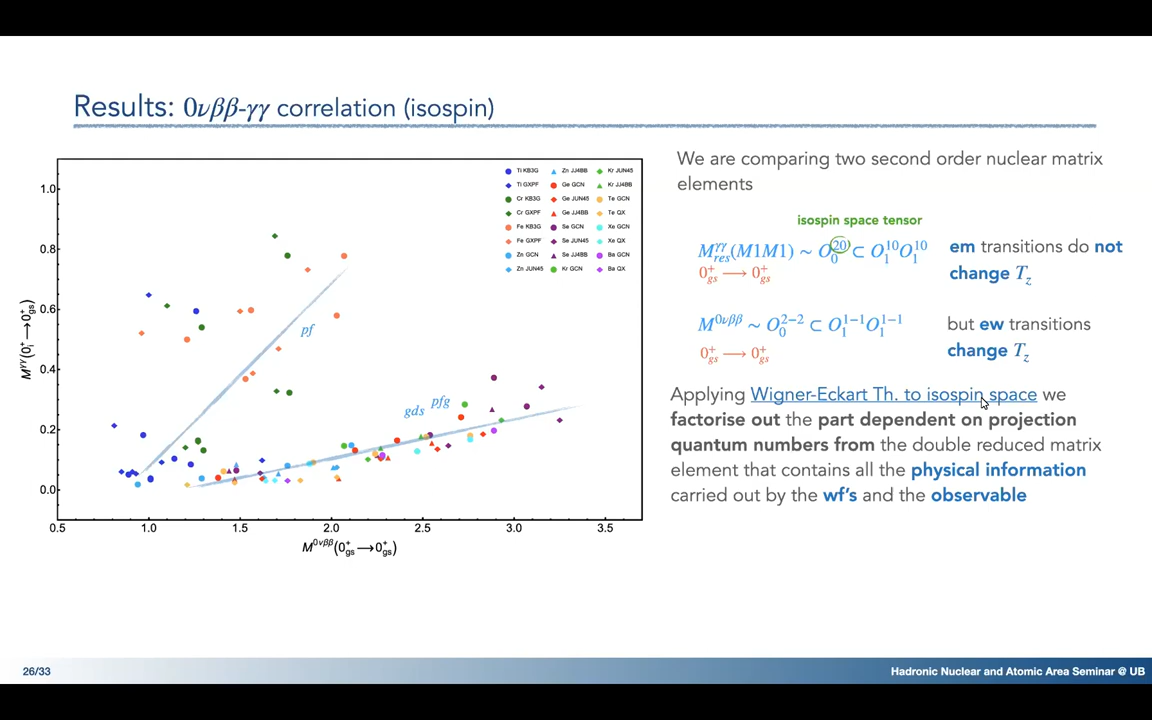 Results: 0νββ-γγ correlation (isospin)
We are comparing two second order nuclear matrix
elements
isospin space tensor
M^{γγ}_{res}(M1M1) ∼ O^{20}_0 ⊂ O^{10}_1 O^{10}_1
em transitions do not
0^+_{gs} ⟶ 0^+_{gs}
change T_z
M^{0νββ} ∼ O^{2−2}_0 ⊂ O^{1−1}_1 O^{1−1}_1
but ew transitions
0^+_{gs} ⟶ 0^+_{gs}
change T_z
Applying Wigner-Eckart Th. to isospin space we
factorise out the part dependent on projection
quantum numbers from the double reduced matrix
element that contains all the physical information
carried out by the wf's and the observable
Ti KB3G Zn JJ4BB Kr JUN45
Ti GXPF Ge GCN Kr JJ4BB
Cr KB3G Ge JUN45 Te GCN
Cr GXPF Ge JJ4BB Te QX
Fe KB3G Se GCN Xe GCN
Fe GXPF Se JUN45 Xe QX
Zn GCN Se JJ4BB Ba GCN
Zn JUN45 Kr GCN Ba QX
1.0
0.8
0.6
0.4
0.2
0.0
pf
gds pfg
M^{γγ}(0^+_i ⟶ 0^+_{gs})
0.5 1.0 1.5 2.0 2.5 3.0 3.5
M^{0νββ}(0^+_{gs} ⟶ 0^+_{gs})
26/33
Hadronic Nuclear and Atomic Area Seminar @ UB